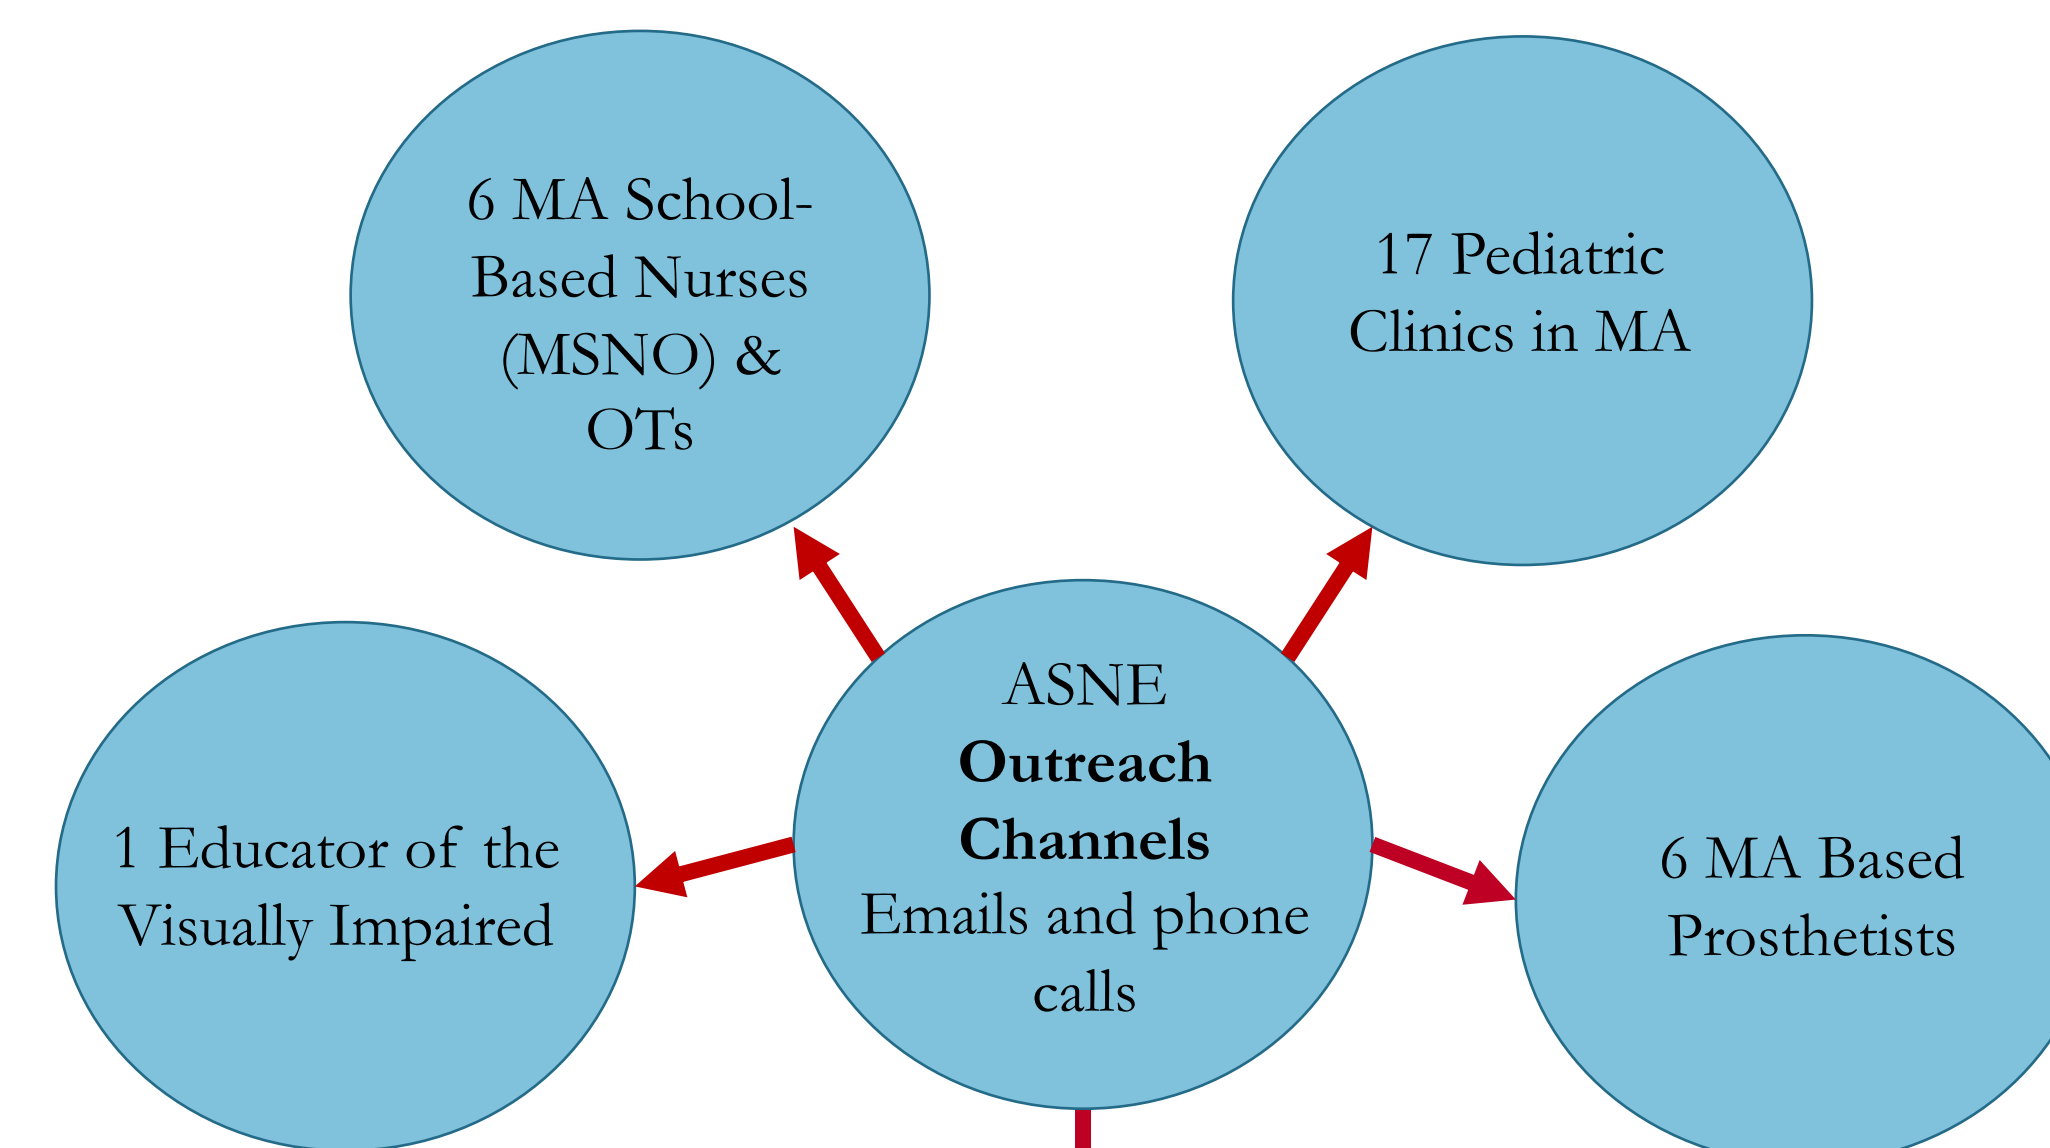 6 MA School-
Based Nurses
(MSNO) &
OTs
17 Pediatric
Clinics in MA
1 Educator of the
Visually Impaired
ASNE
Outreach
Channels
Emails and phone
calls
6 MA Based
Prosthetists